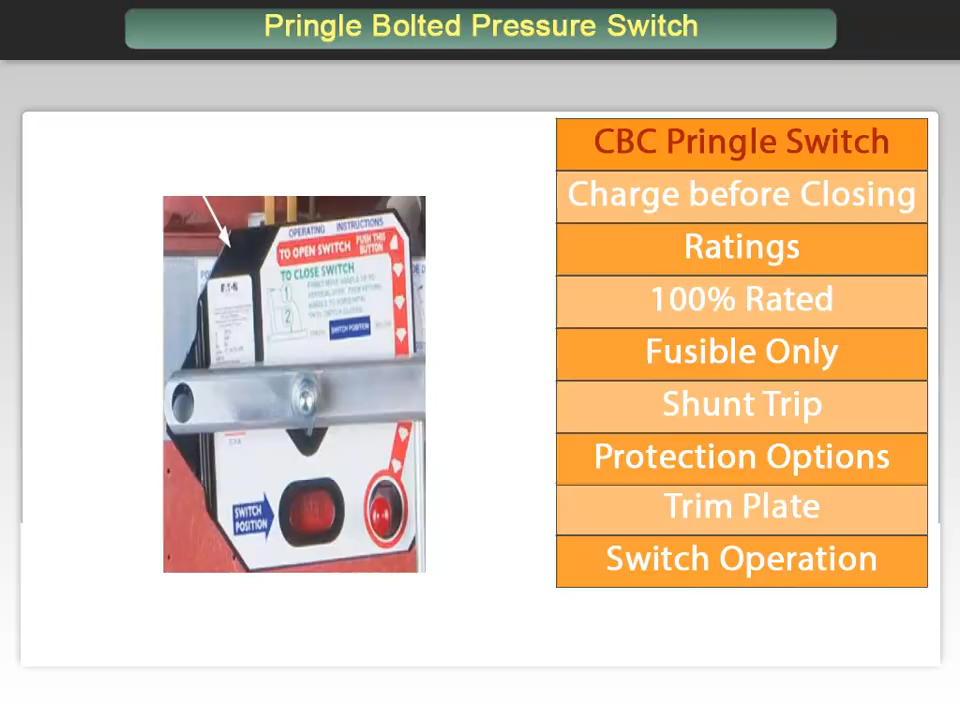 Pringle Bolted Pressure Switch
CBC Pringle Switch
Charge before Closing
Ratings
100% Rated
Fusible Only
Shunt Trip
Protection Options
Trim Plate
Switch Operation
OPERATING INSTRUCTIONS
TO OPEN SWITCH
PUSH THIS
BUTTON
TO CLOSE SWITCH
1
2
SWITCH POSITION
SWITCH
POSITION